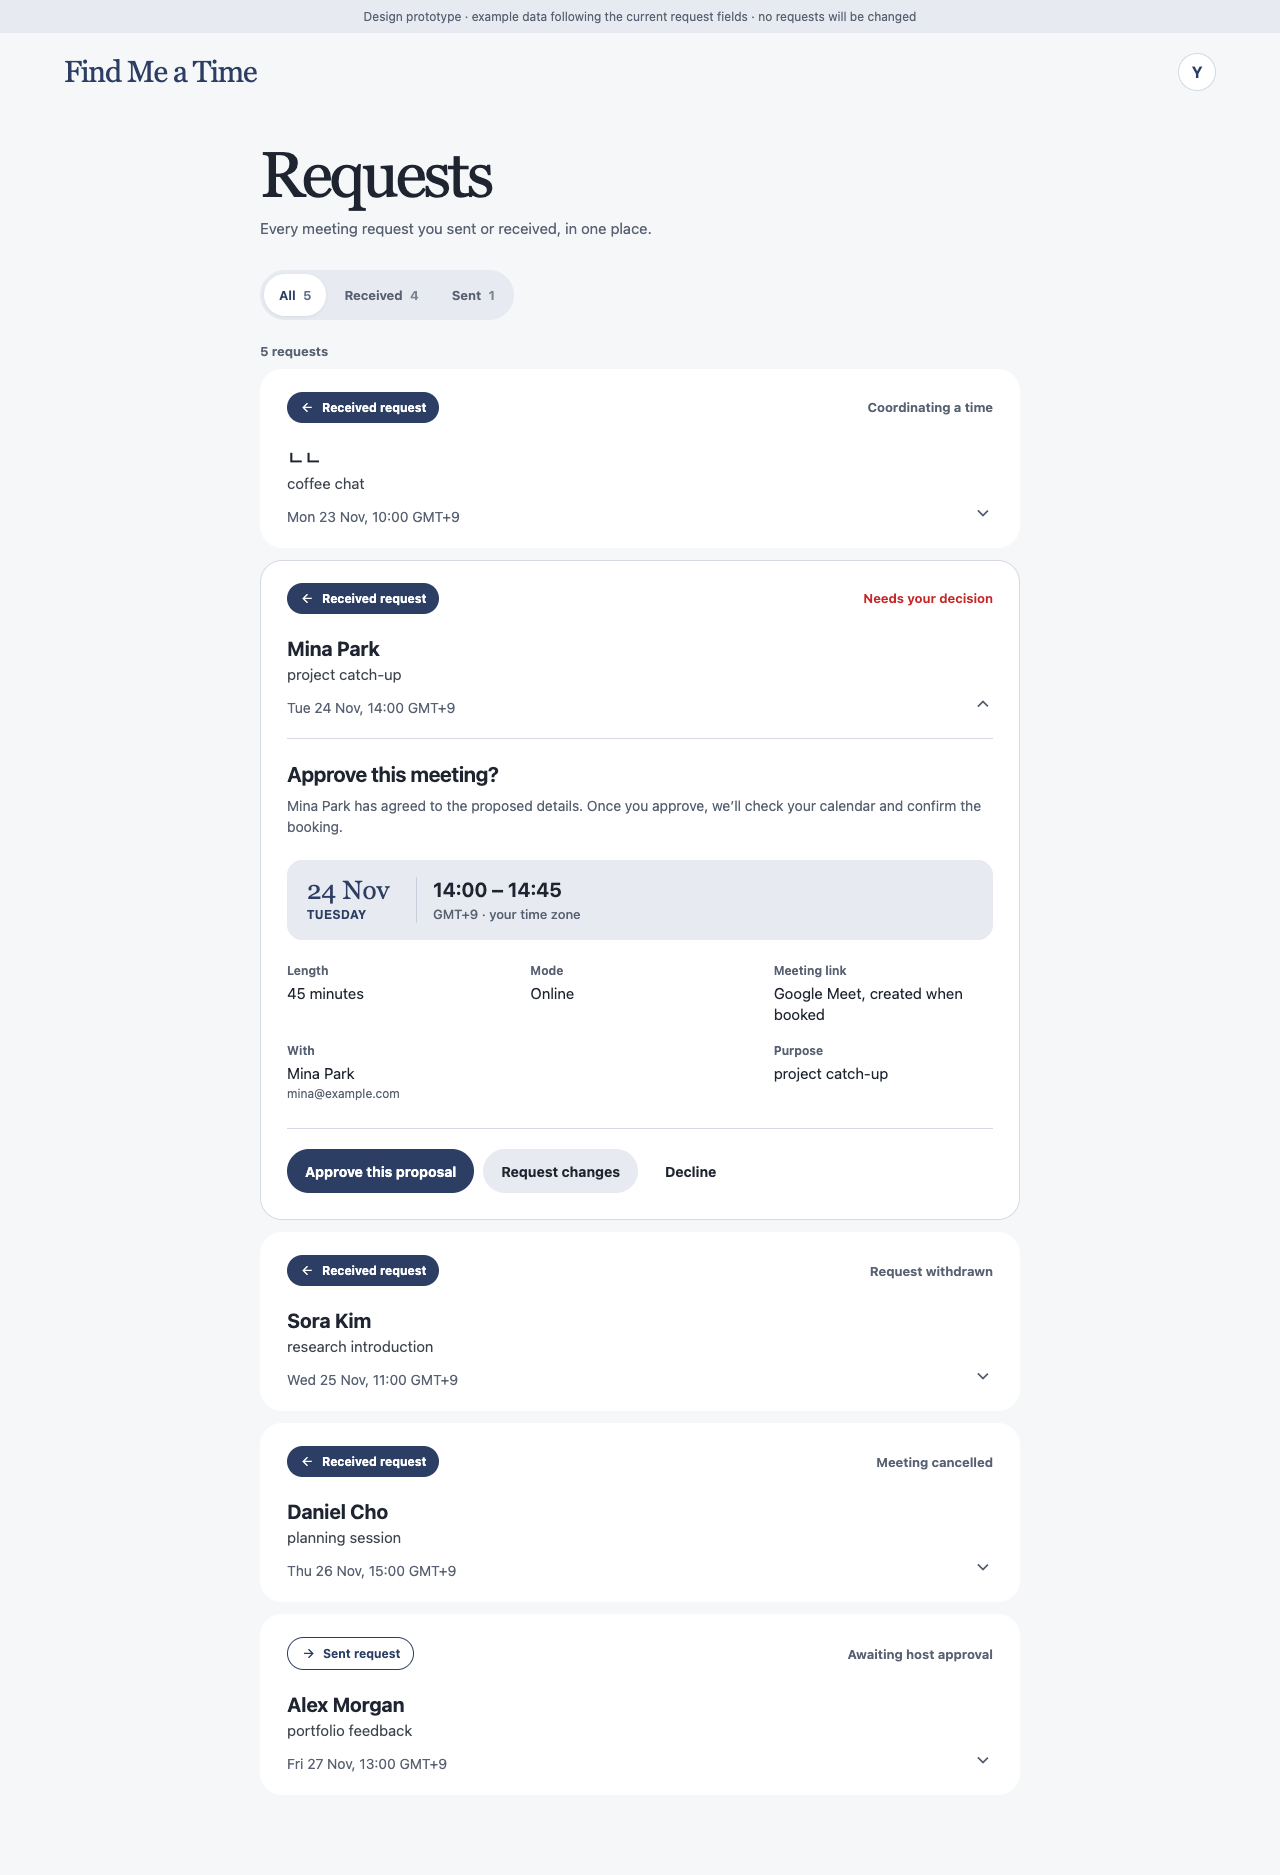 Design prototype · example data following the current request fields · no requests will be changed
Find Me a Time
Y
Requests
Every meeting request you sent or received, in one place.
All 5 Received 4 Sent 1
5 requests
← Received request
Coordinating a time
ㄴㄴ
coffee chat
Mon 23 Nov, 10:00 GMT+9
← Received request
Needs your decision
Mina Park
project catch-up
Tue 24 Nov, 14:00 GMT+9
Approve this meeting?
Mina Park has agreed to the proposed details. Once you approve, we’ll check your calendar and confirm the
booking.
24 Nov
TUESDAY
14:00 – 14:45
GMT+9 · your time zone
Length
45 minutes
Mode
Online
Meeting link
Google Meet, created when
booked
With
Mina Park
mina@example.com
Purpose
project catch-up
Approve this proposal
Request changes
Decline
← Received request
Request withdrawn
Sora Kim
research introduction
Wed 25 Nov, 11:00 GMT+9
← Received request
Meeting cancelled
Daniel Cho
planning session
Thu 26 Nov, 15:00 GMT+9
→ Sent request
Awaiting host approval
Alex Morgan
portfolio feedback
Fri 27 Nov, 13:00 GMT+9